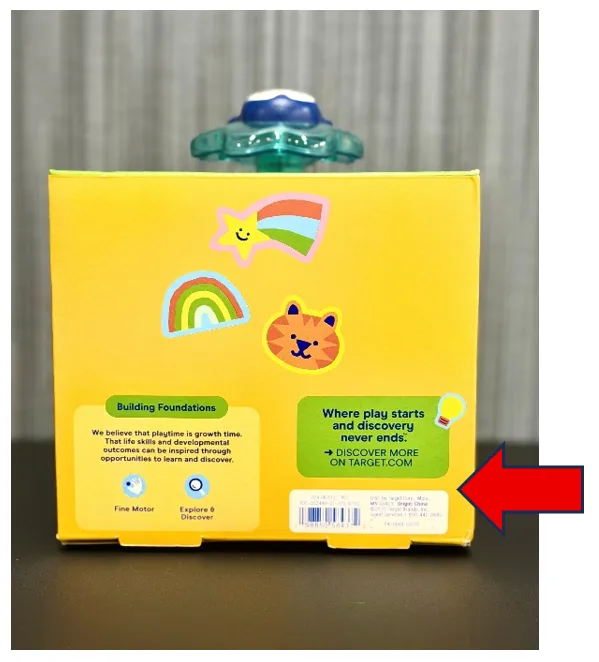 Building Foundations
We believe that playtime is growth time.
That life skills and developmental
outcomes can be inspired through
opportunities to learn and discover.
Fine Motor
Explore &
Discover
Where play starts
and discovery
never ends.
➔ DISCOVER MORE
ON TARGET.COM